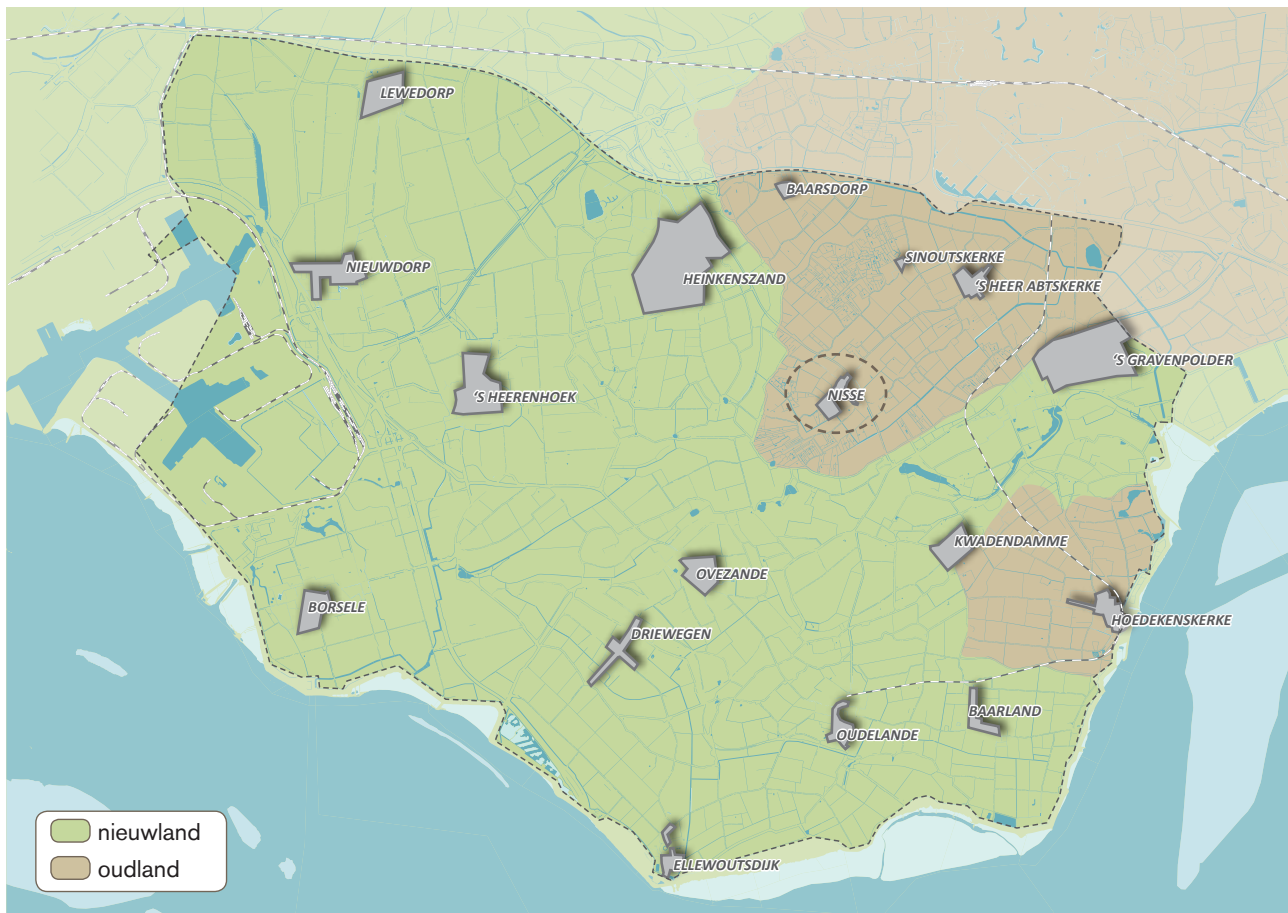 LEWEDORP
BAARSDORP
SINOUTSKERKE
NIEUWDORP
HEINKENSZAND
'S HEER ABTSKERKE
'S GRAVENPOLDER
'S HEERENHOEK
NISSE
KWADENDAMME
OVEZANDE
BORSELE
HOEDEKENSKERKE
DRIEWEGEN
BAARLAND
OUDELANDE
ELLEWOUTSDIJK
nieuwland
oudland